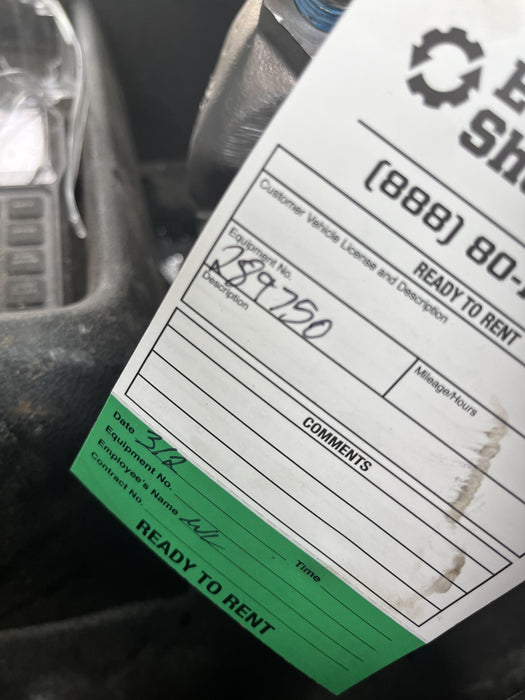 (888) 80-
READY TO RENT
Customer Vehicle License and Description
Equipment No.
289750
Mileage/Hours
Description
COMMENTS
Date 3/2
Equipment No.
Employee's Name
Contract No.
Time
READY TO RENT